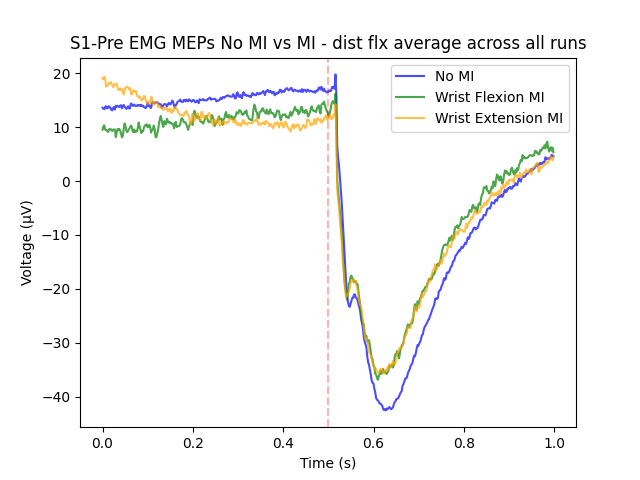 S1-Pre EMG MEPs No MI vs MI - dist flx average across all runs
No MI
Wrist Flexion MI
Wrist Extension MI
Voltage (μV)
20
10
0
−10
−20
−30
−40
0.0 0.2 0.4 0.6 0.8 1.0
Time (s)